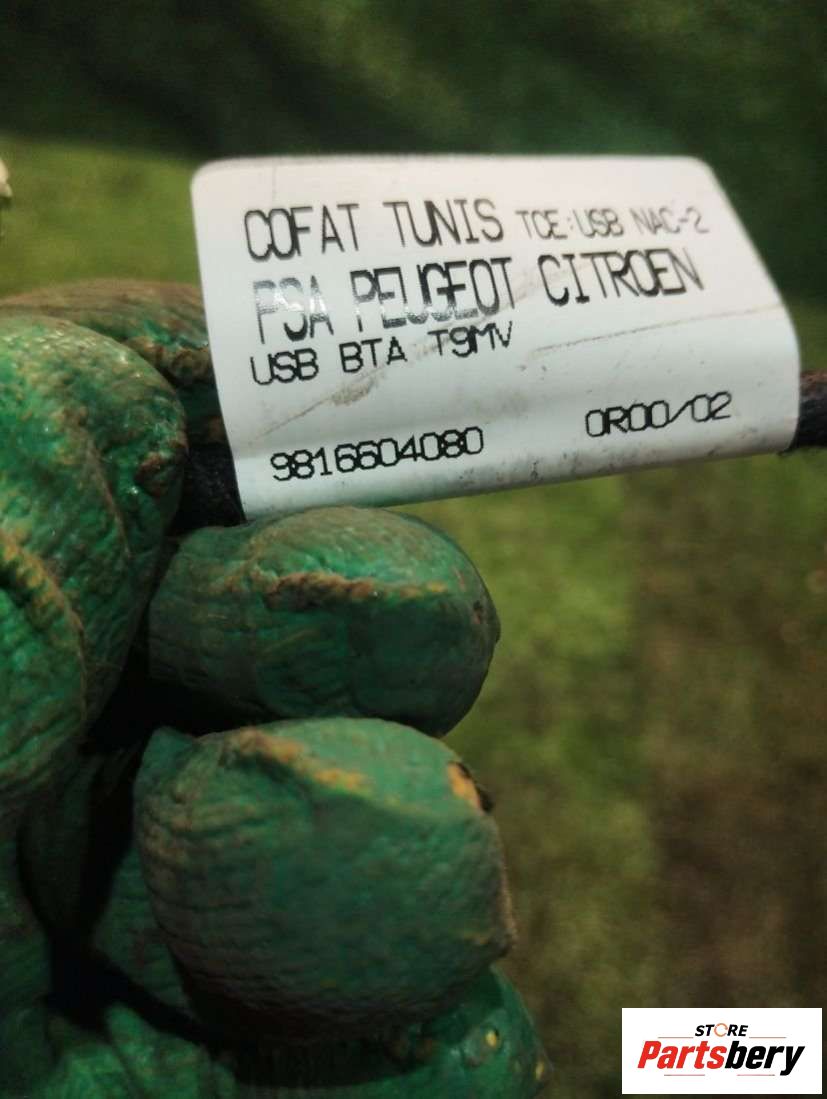 COFAT TUNIS TCE:USB NAC-2
PSA PEUGEOT CITROEN
USB BTA T9MV
9816604080 0R00/02
STORE
Partsbery